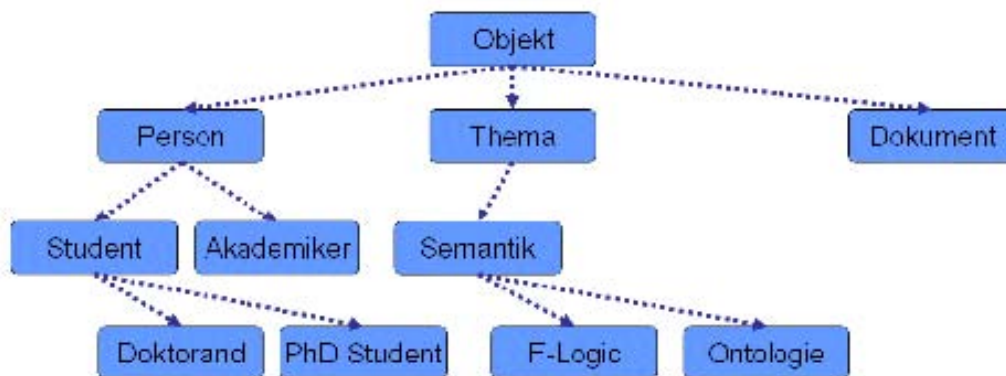 Objekt
Person
Thema
Dokument
Student
Akademiker
Semantik
Doktorand
PhD Student
F-Logic
Ontologie